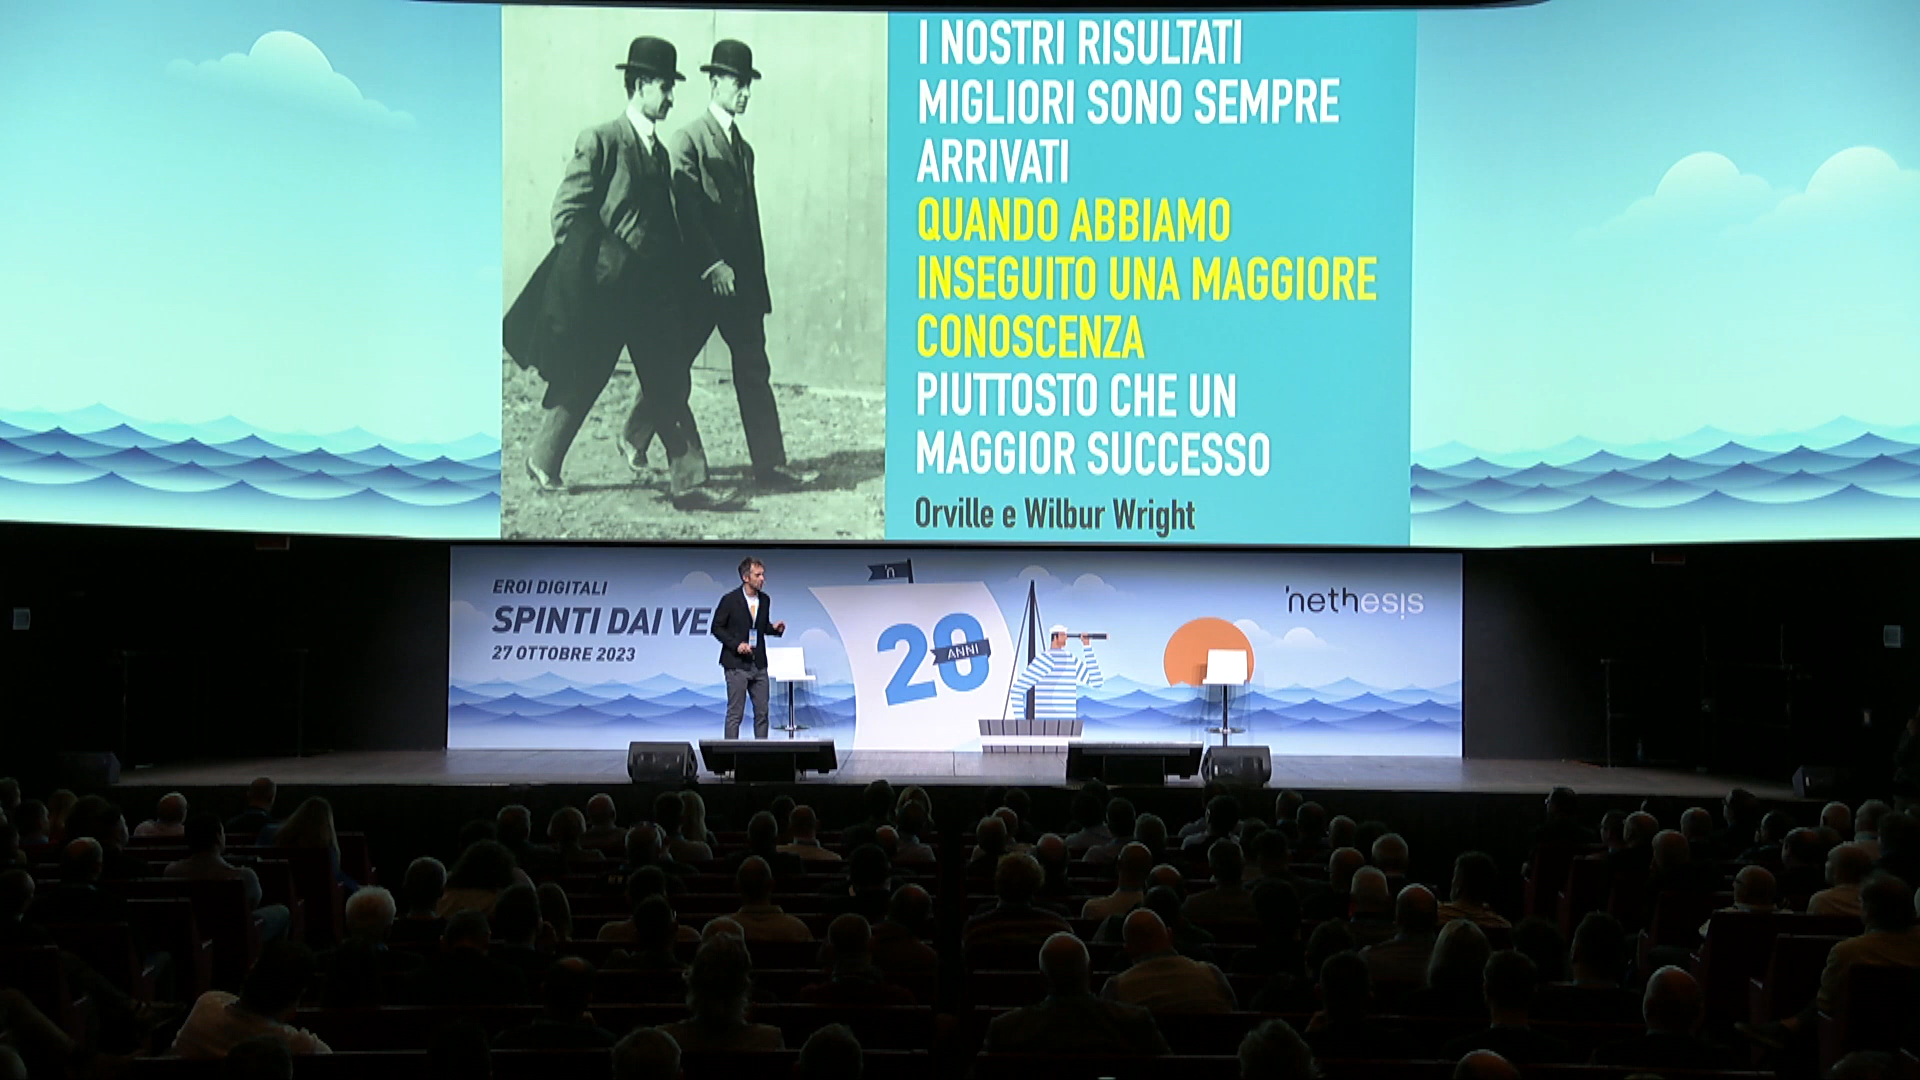 I NOSTRI RISULTATI
MIGLIORI SONO SEMPRE
ARRIVATI
QUANDO ABBIAMO
INSEGUITO UNA MAGGIORE
CONOSCENZA
PIUTTOSTO CHE UN
MAGGIOR SUCCESSO
Orville e Wilbur Wright
EROI DIGITALI
SPINTI DAI VE
27 OTTOBRE 2023
'n
20
ANNI
'nethesis